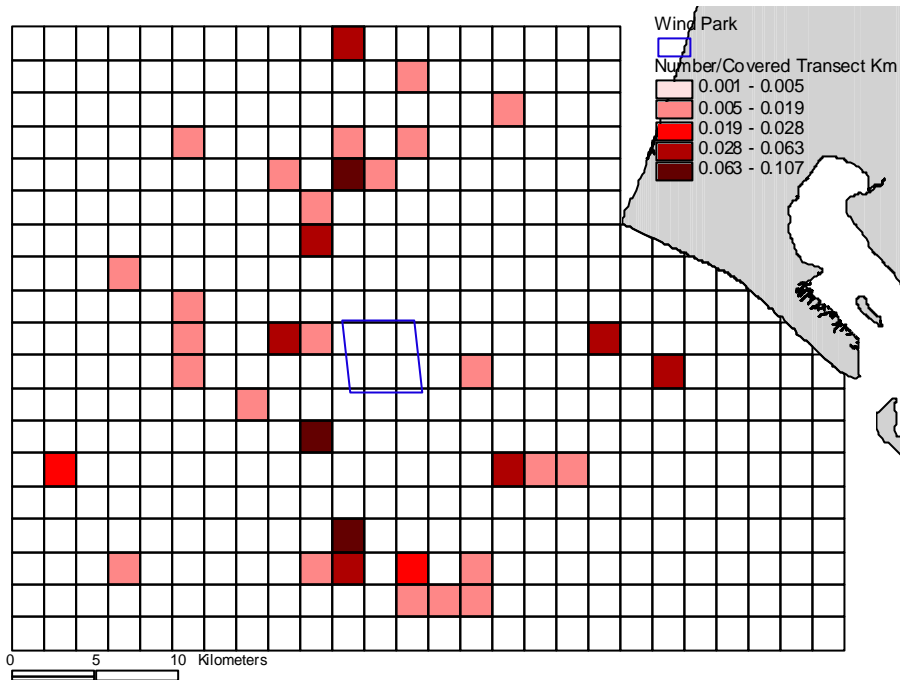 Wind Park
Number/Covered Transect Km
0.001 - 0.005
0.005 - 0.019
0.019 - 0.028
0.028 - 0.063
0.063 - 0.107
0 5 10 Kilometers